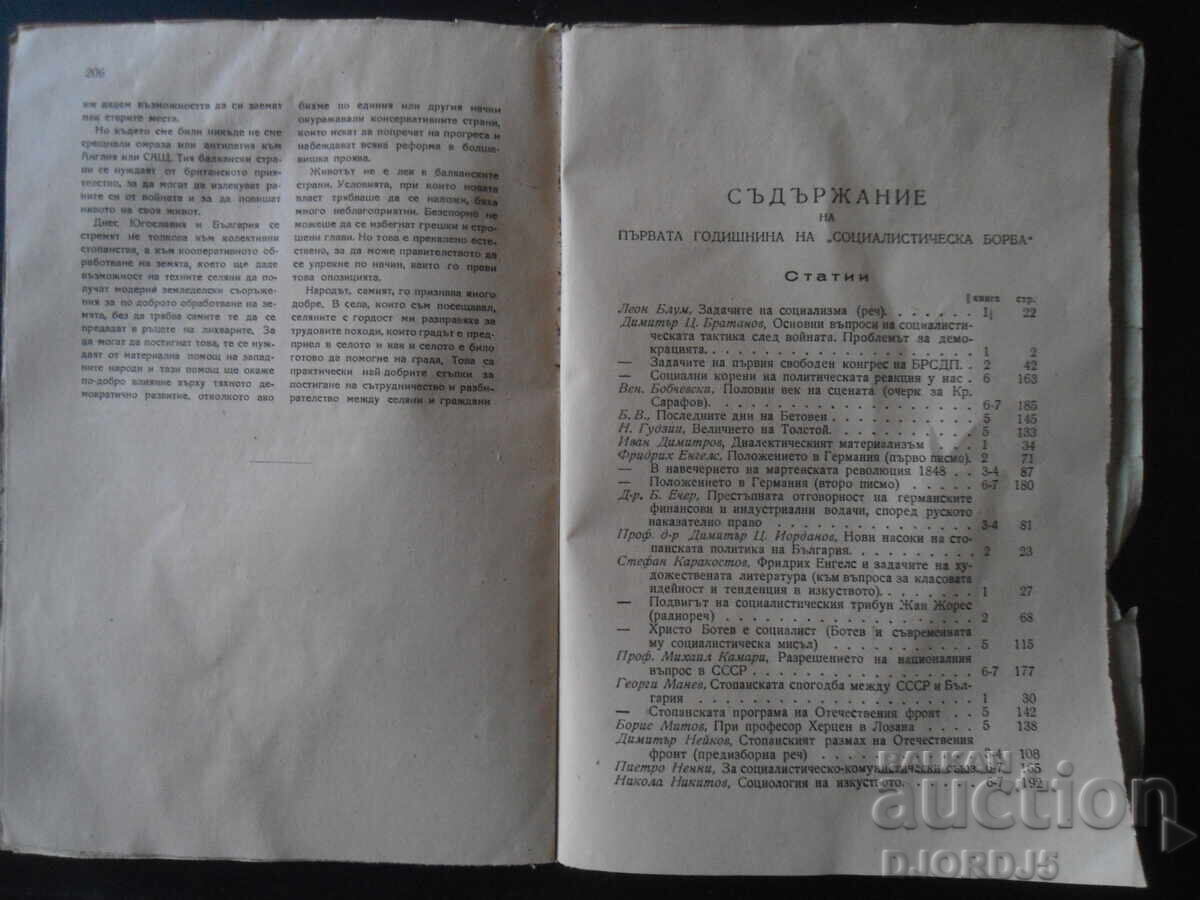 206
им дадем възможността да си заемат
пак старите места.
Но където сме били никъде не сме
срещнали омраза или антипатия към
Англия или САЩ. Тия балкански стра-
ни се нуждаят от британското прия-
телство, за да могат да излекуват ра-
ните си от войната и за да повишат
нивото на своя живот.
Днес Югославия и България се
стремят не толкова към колективни
стопанства, а към кооперативното об-
работване на земята, което ще даде
възможност на техните селяни да по-
лучат модерни земеделски съоръже-
ния за по доброто обработване на зе-
мята, без да трябва самите те да се
предадат в ръцете на лихварите. За
да могат да постигнат това, те се нуж-
даят от материална помощ на запад-
ните народи и тази помощ ще окаже
по-добро влияние върху тяхното де-
мократично развитие, отколкото ако
бихме по единия или другия начин
окуражавали консервативните страни,
които искат да попречат на прогреса и
набеждават всяка реформа в болше-
вишка проява.
Животът не е лек в балканските
страни. Условията, при които новата
власт трябваше да се наложи, бяха
много неблагоприятни. Безспорно не
можеше да се избегнат грешки и стро-
шени глави. Но това е прекалено есте-
ствено, за да може правителството да
се упрекне по начин, както го прави
това опозицията.
Народът, самият, го признава много
добре. В села, които съм посещавал,
селяните с гордост ми разправяха за
трудовите походи, които градът е пред-
приел в селото и как и селото е било
готово да помогне на града. Това са
практически най-добрите стъпки за
постигане на сътрудничество и разби-
рателство между селяни и граждани
СЪДЪРЖАНИЕ
НА
ПЪРВАТА ГОДИШНИНА НА „СОЦИАЛИСТИЧЕСКА БОРБА"
Статии
книга стр.
Леон Блум, Задачите на социализма (реч). . . . . . . 1 22
Димитър Ц. Братанов, Основни въпроси на социалисти-
ческата тактика след войната. Проблемът за демо-
крацията. . . . . . . . . . . . . 1 2
— Задачите на първия свободен конгрес на БРСДП. . 2 42
— Социални корени на политическата реакция у нас . 6 163
Вен. Бобчевски. Половин век на сцената (очерк за Кр.
Сарафов). . . . . . . . . . . . . 6-7 185
Б. В., Последните дни на Бетовен . . . . . . . 5 145
Н. Гудзии, Величието на Толстой. . . . . . . . 5 133
Иван Димитров, Диалектическият материализъм . . . 1 34
Фридрих Енгелс, Положението в Германия (първо писмо). 2 71
— В навечерието на мартенската революция 1848 . . 3-4 87
— Положението в Германия (второ писмо) . . . . 6-7 180
Д-р. Б. Ечер, Престъпната отговорност на германските
финансови и индустриални водачи, според руското
наказателно право . . . . . . . . . . 3-4 81
Проф. д-р Димитър Ц. Йорданов, Нови насоки на сто-
панската политика на България. . . . . . . . . 2 23
Стефан Каракостов, Фридрих Енгелс и задачите на ху-
дожествената литература (към въпроса за класовата
идейност и тенденция в изкуството). . . . . . . . 1 27
— Подвигът на социалистическия трибун Жан Жорес
(радиореч) . . . . . . . . . . . . 2 68
— Христо Ботев е социалист (Ботев и съвременната
му социалистическа мисъл) . . . . . . . . 5 115
Проф. Михаил Камари, Разрешението на националния
въпрос в СССР . . . . . . . . . . . 6-7 177
Георги Манев, Стопанската спогодба между СССР и Бъл-
гария . . . . . . . . . . . . . 1 30
— Стопанската програма на Отечествения фронт . . 5 142
Борис Митов, При професор Херцен в Лозана . . . . 5 138
Димитър Нейков, Стопанският размах на Отечествения
фронт (предизборна реч) . . . . . . . 3-4 108
Пиетро Ненни, За социалистическо-комунистически съюз. 6-7 165
Никола Никитов, Социология на изкуството. . . . . 6-7 192
BALKAN
auction
DJORDJ5